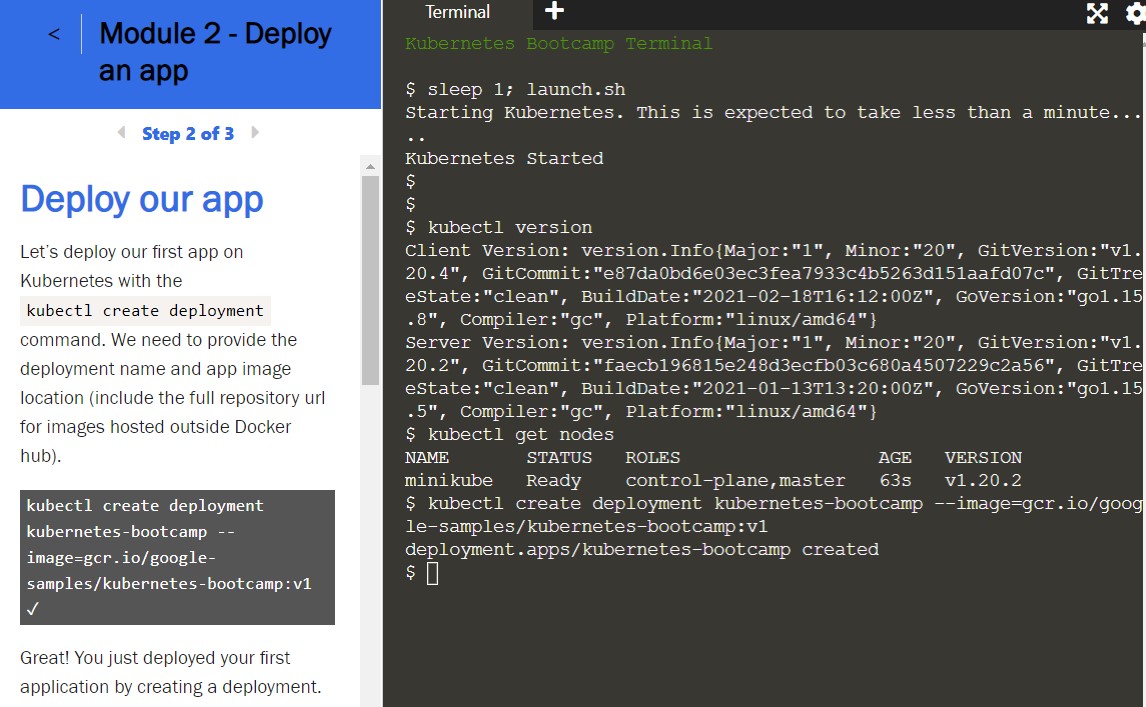 <
Module 2 - Deploy
an app
Step 2 of 3
Deploy our app
Let's deploy our first app on
Kubernetes with the
kubectl create deployment
command. We need to provide the
deployment name and app image
location (include the full repository url
for images hosted outside Docker
hub).
kubectl create deployment
kubernetes-bootcamp --
image=gcr.io/google-
samples/kubernetes-bootcamp:v1
✓
Great! You just deployed your first
application by creating a deployment.
Terminal
+
Kubernetes Bootcamp Terminal
$ sleep 1; launch.sh
Starting Kubernetes. This is expected to take less than a minute...
..
Kubernetes Started
$
$
$ kubectl version
Client Version: version.Info{Major:"1", Minor:"20", GitVersion:"v1.
20.4", GitCommit:"e87da0bd6e03ec3fea7933c4b5263d151aafd07c", GitTre
eState:"clean", BuildDate:"2021-02-18T16:12:00Z", GoVersion:"go1.15
.8", Compiler:"gc", Platform:"linux/amd64"}
Server Version: version.Info{Major:"1", Minor:"20", GitVersion:"v1.
20.2", GitCommit:"faecb196815e248d3ecfb03c680a4507229c2a56", GitTre
eState:"clean", BuildDate:"2021-01-13T13:20:00Z", GoVersion:"go1.15
.5", Compiler:"gc", Platform:"linux/amd64"}
$ kubectl get nodes
NAME STATUS ROLES AGE VERSION
minikube Ready control-plane,master 63s v1.20.2
$ kubectl create deployment kubernetes-bootcamp --image=gcr.io/goog
le-samples/kubernetes-bootcamp:v1
deployment.apps/kubernetes-bootcamp created
$